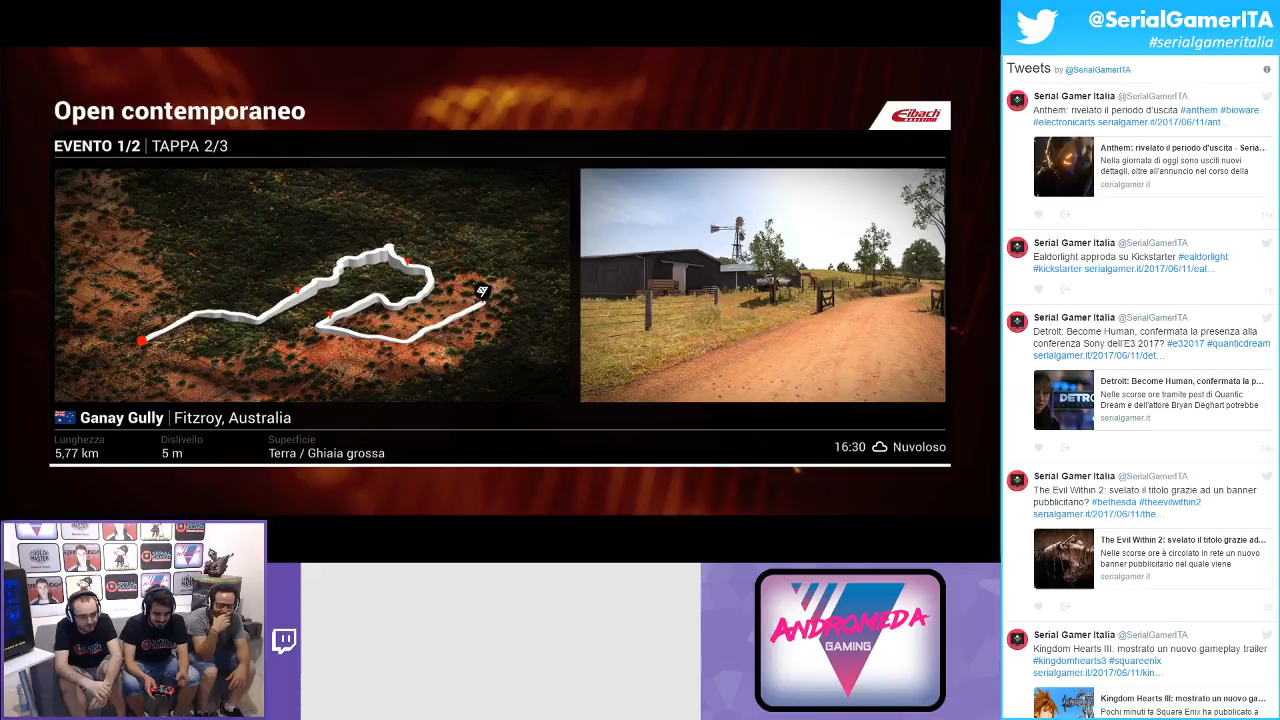 Open contemporaneo
Eibach
EVENTO 1/2 | TAPPA 2/3
Ganay Gully | Fitzroy, Australia
Lunghezza
5,77 km
Dislivello
5 m
Superficie
Terra / Ghiaia grossa
16:30 Nuvoloso
ANDROMEDA
GAMING
@SerialGamerITA
#serialgameritalia
Tweets by @SerialGamerITA
Serial Gamer Italia @SerialGamerITA
Anthem: rivelato il periodo d'uscita #anthem #bioware
#electronicarts serialgamer.it/2017/06/11/ant...
Anthem: rivelato il periodo d'uscita - Seria...
Nella giornata di oggi sono usciti nuovi
dettagli, oltre all'annuncio nel corso della
serialgamer.it
11s
Serial Gamer Italia @SerialGamerITA
Ealdorlight approda su Kickstarter #ealdorlight
#kickstarter serialgamer.it/2017/06/11/eal...
Serial Gamer Italia @SerialGamerITA
Detroit: Become Human, confermata la presenza alla
conferenza Sony dell'E3 2017? #e32017 #quanticdream
serialgamer.it/2017/06/11/det...
DETRO
Detroit: Become Human, confermata la p...
Nelle scorse ore tramite post di Quantic
Dream e dell'attore Bryan Deghart potrebbe
serialgamer.it
Serial Gamer Italia @SerialGamerITA
The Evil Within 2: svelato il titolo grazie ad un banner
pubblicitario? #bethesda #theevilwithin2
serialgamer.it/2017/06/11/the...
The Evil Within 2: svelato il titolo grazie ad...
Nelle scorse ore è circolato in rete un nuovo
banner pubblicitario nel quale viene
serialgamer.it
Serial Gamer Italia @SerialGamerITA
Kingdom Hearts III: mostrato un nuovo gameplay trailer
#kingdomhearts3 #squareenix
serialgamer.it/2017/06/11/kin...
Kingdom Hearts III: mostrato un nuovo ga...
Pochi minuti fa Square Enix ha pubblicato a